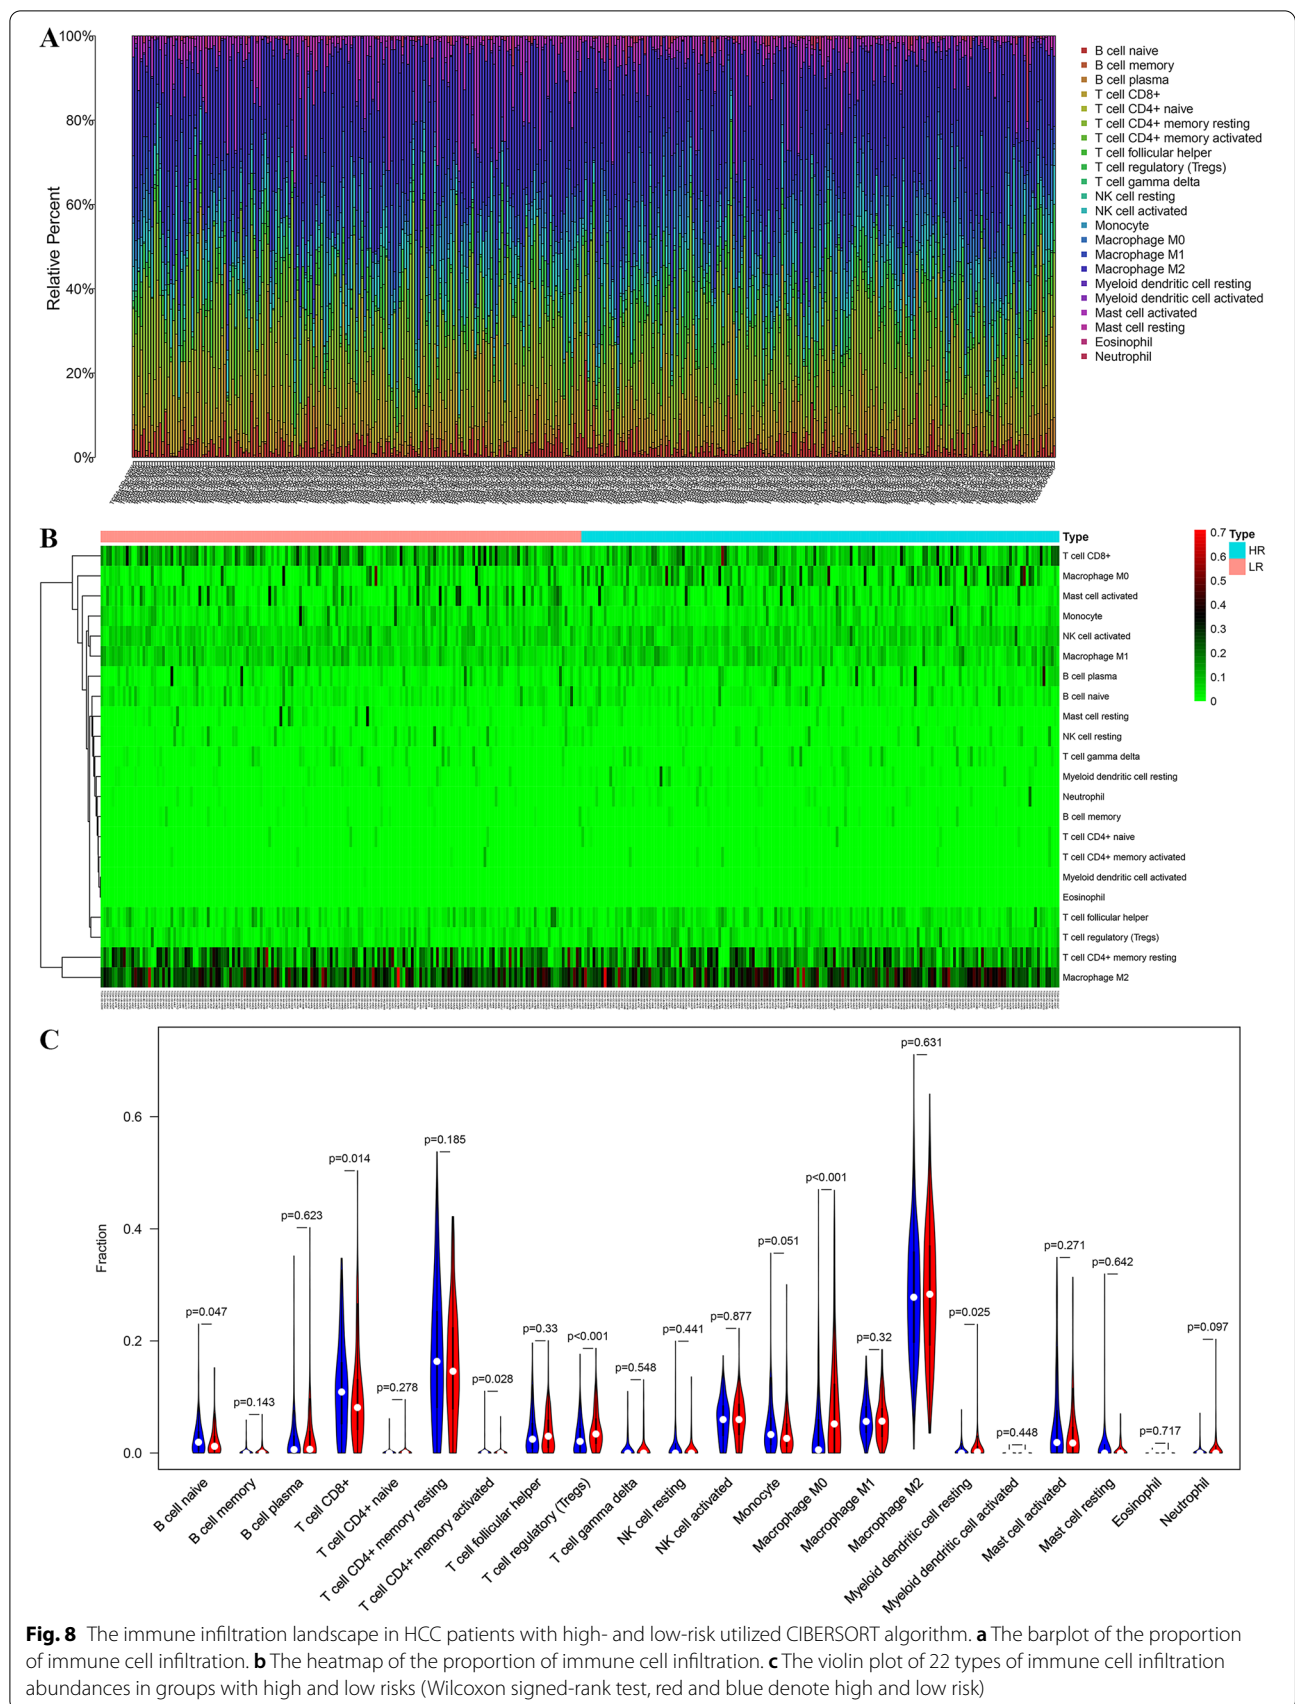 A
100%
80%
60%
40%
20%
0%
Relative Percent
B cell naive
B cell memory
B cell plasma
T cell CD8+
T cell CD4+ naive
T cell CD4+ memory resting
T cell CD4+ memory activated
T cell follicular helper
T cell regulatory (Tregs)
T cell gamma delta
NK cell resting
NK cell activated
Monocyte
Macrophage M0
Macrophage M1
Macrophage M2
Myeloid dendritic cell resting
Myeloid dendritic cell activated
Mast cell activated
Mast cell resting
Eosinophil
Neutrophil
B
Type
T cell CD8+
Macrophage M0
Mast cell activated
Monocyte
NK cell activated
Macrophage M1
B cell plasma
B cell naive
Mast cell resting
NK cell resting
T cell gamma delta
Myeloid dendritic cell resting
Neutrophil
B cell memory
T cell CD4+ naive
T cell CD4+ memory activated
Myeloid dendritic cell activated
Eosinophil
T cell follicular helper
T cell regulatory (Tregs)
T cell CD4+ memory resting
Macrophage M2
0.7
0.6
0.5
0.4
0.3
0.2
0.1
0
Type
HR
LR
C
Fraction
0.6
0.4
0.2
0.0
p=0.047
p=0.143
p=0.623
p=0.014
p=0.278
p=0.185
p=0.028
p=0.33
p<0.001
p=0.548
p=0.441
p=0.877
p=0.051
p<0.001
p=0.32
p=0.631
p=0.025
p=0.448
p=0.271
p=0.642
p=0.717
p=0.097
B cell naive
B cell memory
B cell plasma
T cell CD8+
T cell CD4+ naive
T cell CD4+ memory resting
T cell CD4+ memory activated
T cell follicular helper
T cell regulatory (Tregs)
T cell gamma delta
NK cell resting
NK cell activated
Monocyte
Macrophage M0
Macrophage M1
Macrophage M2
Myeloid dendritic cell resting
Myeloid dendritic cell activated
Mast cell activated
Mast cell resting
Eosinophil
Neutrophil
Fig. 8 The immune infiltration landscape in HCC patients with high- and low-risk utilized CIBERSORT algorithm. a The barplot of the proportion
of immune cell infiltration. b The heatmap of the proportion of immune cell infiltration. c The violin plot of 22 types of immune cell infiltration
abundances in groups with high and low risks (Wilcoxon signed-rank test, red and blue denote high and low risk)